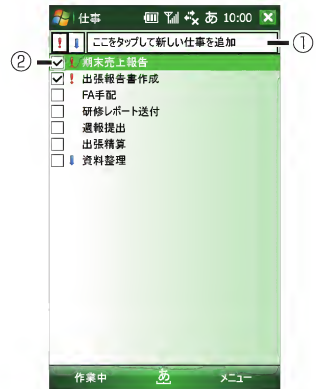 仕事 あ 10:00
! ここをタップして新しい仕事を追加 ①
② ! 期末売上報告
! 出張報告書作成
FA手配
研修レポート送付
週報提出
出張精算
資料整理
作業中 あ メニュー